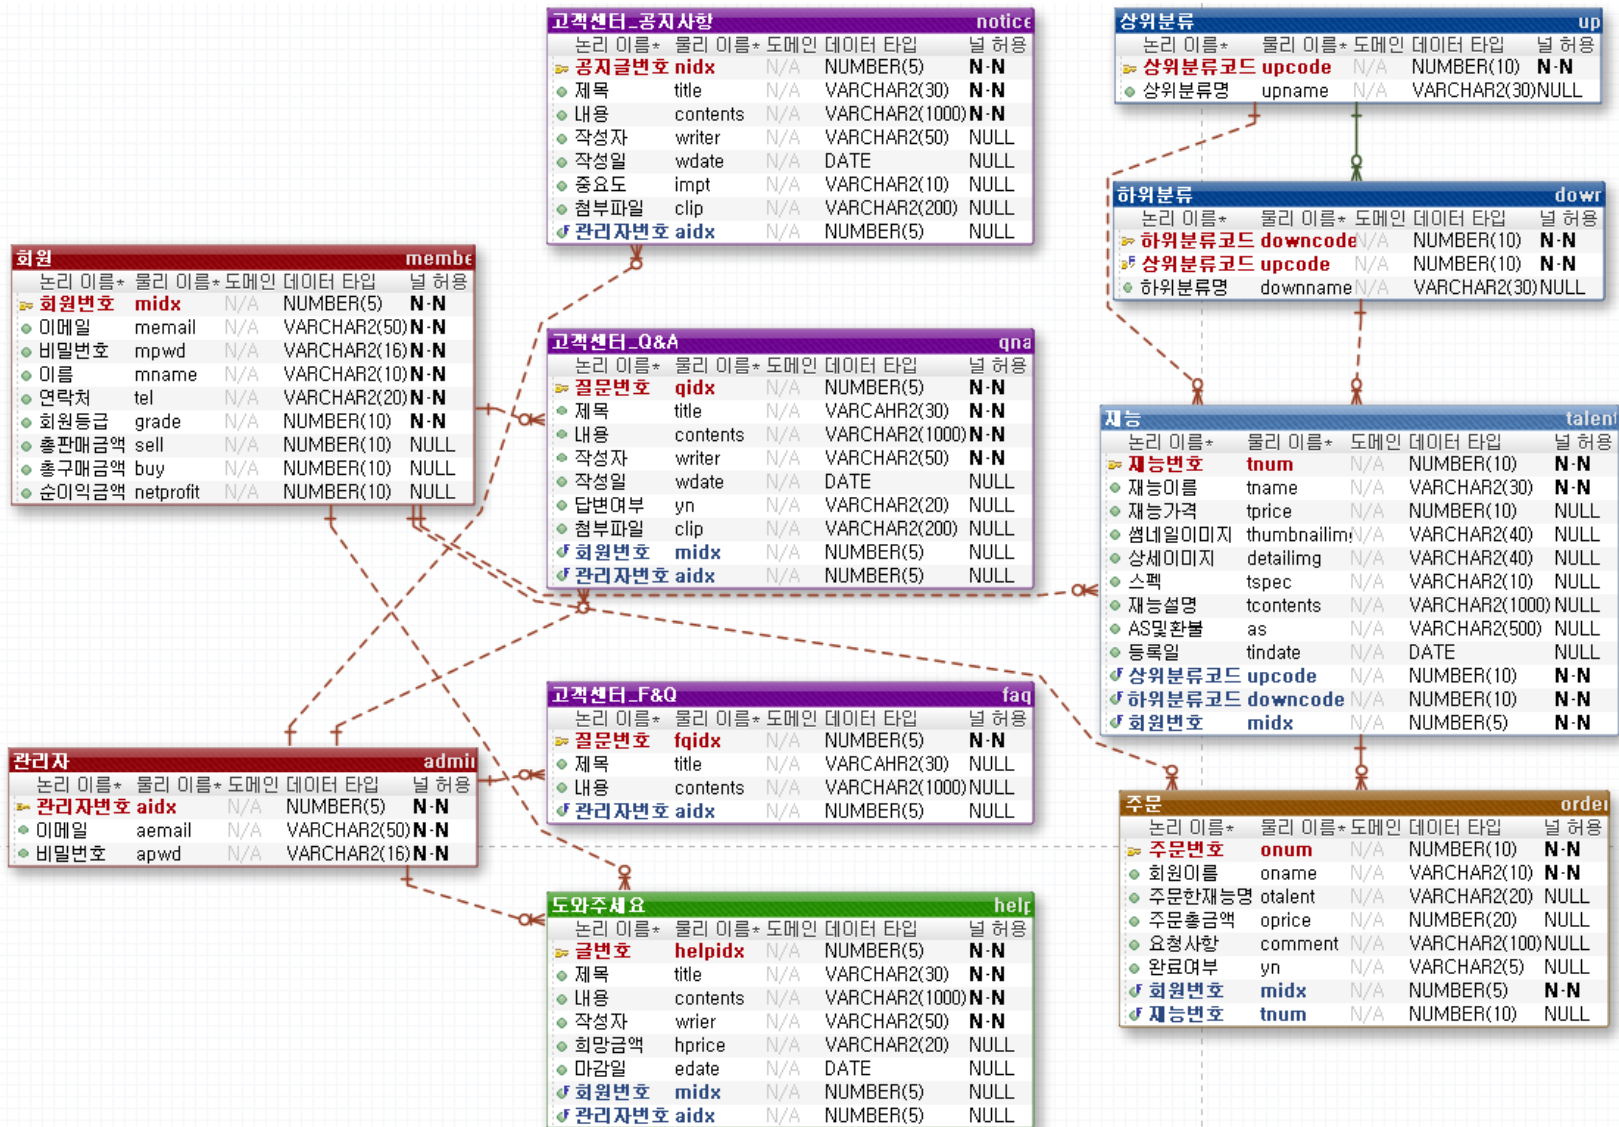 고객센터_공지사항 notice
논리 이름* 물리 이름* 도메인 데이터 타입 널 허용
공지글번호 nidx N/A NUMBER(5) N-N
제목 title N/A VARCHAR2(30) N-N
내용 contents N/A VARCHAR2(1000) N-N
작성자 writer N/A VARCHAR2(50) NULL
작성일 wdate N/A DATE NULL
중요도 impt N/A VARCHAR2(10) NULL
첨부파일 clip N/A VARCHAR2(200) NULL
관리자번호 aidx N/A NUMBER(5) NULL
상위분류 up
논리 이름* 물리 이름* 도메인 데이터 타입 널 허용
상위분류코드 upcode N/A NUMBER(10) N-N
상위분류명 upname N/A VARCHAR2(30) NULL
하위분류
논리 이름* 물리 이름* 도메인 데이터 타입 널 허용
하위분류코드 downcode N/A NUMBER(10) N-N
상위분류코드 upcode N/A NUMBER(10) N-N
하위분류명 downname N/A VARCHAR2(30) NULL
회원 membe
논리 이름* 물리 이름* 도메인 데이터 타입 널 허용
회원번호 midx N/A NUMBER(5) N-N
이메일 memail N/A VARCHAR2(50) N-N
비밀번호 mpwd N/A VARCHAR2(16) N-N
이름 mname N/A VARCHAR2(10) N-N
연락처 tel N/A VARCHAR2(20) N-N
회원등급 grade N/A NUMBER(10) N-N
총판매금액 sell N/A NUMBER(10) NULL
총구매금액 buy N/A NUMBER(10) NULL
순이익금액 netprofit N/A NUMBER(10) NULL
고객센터_Q&A qna
논리 이름* 물리 이름* 도메인 데이터 타입 널 허용
질문번호 qidx N/A NUMBER(5) N-N
제목 title N/A VARCAHR2(30) N-N
내용 contents N/A VARCHAR2(1000) N-N
작성자 writer N/A VARCHAR2(50) N-N
작성일 wdate N/A DATE NULL
답변여부 yn N/A VARCHAR2(20) NULL
첨부파일 clip N/A VARCHAR2(200) NULL
회원번호 midx N/A NUMBER(5) NULL
관리자번호 aidx N/A NUMBER(5) NULL
재능 talent
논리 이름* 물리 이름* 도메인 데이터 타입 널 허용
재능번호 tnum N/A NUMBER(10) N-N
재능이름 tname N/A VARCHAR2(30) N-N
재능가격 tprice N/A NUMBER(10) NULL
썸네일이미지 thumbnailim N/A VARCHAR2(40) NULL
상세이미지 detailimg N/A VARCHAR2(40) NULL
스펙 tspec N/A VARCHAR2(10) NULL
재능설명 tcontents N/A VARCHAR2(1000) NULL
AS및환불 as N/A VARCHAR2(500) NULL
등록일 tindate N/A DATE NULL
상위분류코드 upcode N/A NUMBER(10) N-N
하위분류코드 downcode N/A NUMBER(10) N-N
회원번호 midx N/A NUMBER(5) N-N
고객센터_F&Q faq
논리 이름* 물리 이름* 도메인 데이터 타입 널 허용
질문번호 fqidx N/A NUMBER(5) N-N
제목 title N/A VARCAHR2(30) NULL
내용 contents N/A VARCHAR2(1000) NULL
관리자번호 aidx N/A NUMBER(5) NULL
관리자 admin
논리 이름* 물리 이름* 도메인 데이터 타입 널 허용
관리자번호 aidx N/A NUMBER(5) N-N
이메일 aemail N/A VARCHAR2(50) N-N
비밀번호 apwd N/A VARCHAR2(16) N-N
도와주세요 help
논리 이름* 물리 이름* 도메인 데이터 타입 널 허용
글번호 helpidx N/A NUMBER(5) N-N
제목 title N/A VARCHAR2(30) N-N
내용 contents N/A VARCHAR2(1000) N-N
작성자 wrier N/A VARCHAR2(50) N-N
희망금액 hprice N/A VARCHAR2(20) NULL
마감일 edate N/A DATE NULL
회원번호 midx N/A NUMBER(5) NULL
관리자번호 aidx N/A NUMBER(5) NULL
주문 order
논리 이름* 물리 이름* 도메인 데이터 타입 널 허용
주문번호 onum N/A NUMBER(10) N-N
회원이름 oname N/A VARCHAR2(10) N-N
주문한재능명 otalent N/A VARCHAR2(20) NULL
주문총금액 oprice N/A NUMBER(20) NULL
요청사항 comment N/A VARCHAR2(100) NULL
완료여부 yn N/A VARCHAR2(5) NULL
회원번호 midx N/A NUMBER(5) N-N
재능번호 tnum N/A NUMBER(10) NULL